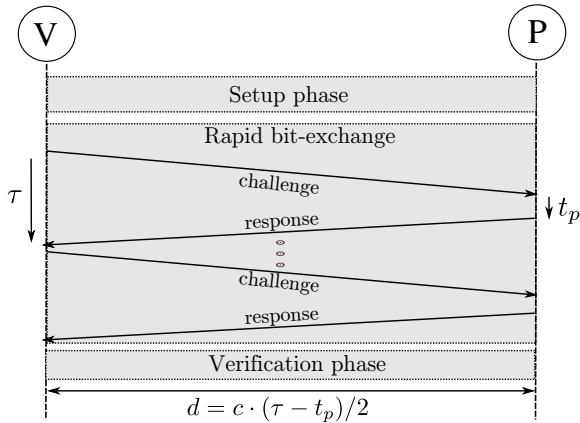 V
P
Setup phase
Rapid bit-exchange
challenge
τ
t_p
response
challenge
response
Verification phase
d = c · (τ − t_p)/2